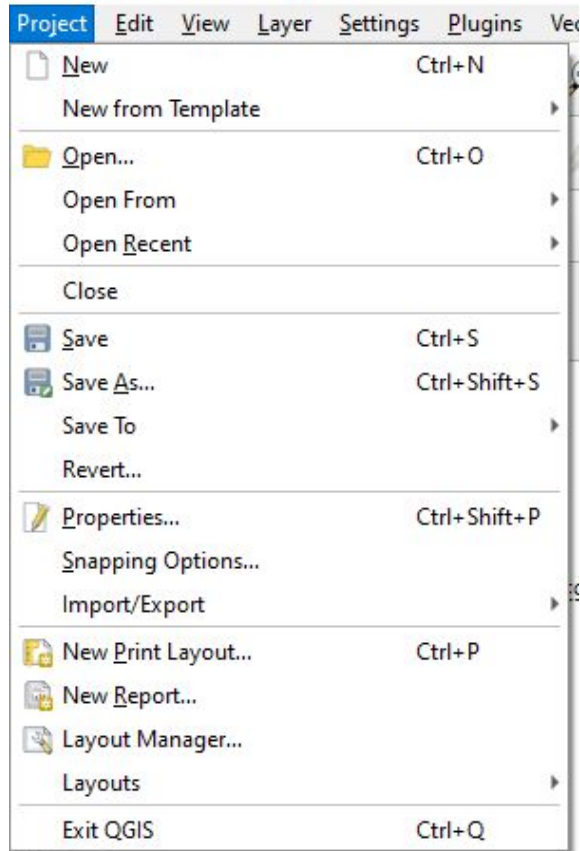 Project Edit View Layer Settings Plugins Vec
New Ctrl+N
New from Template
Open... Ctrl+O
Open From
Open Recent
Close
Save Ctrl+S
Save As... Ctrl+Shift+S
Save To
Revert...
Properties... Ctrl+Shift+P
Snapping Options...
Import/Export
New Print Layout... Ctrl+P
New Report...
Layout Manager...
Layouts
Exit QGIS Ctrl+Q